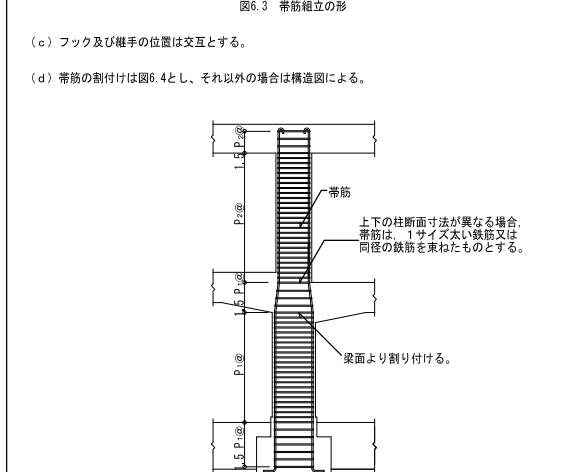 図6.3 帯筋組立の形
(c) フック及び継手の位置は交互とする。
(d) 帯筋の割付けは図6.4とし、それ以外の場合は構造図による。
1.5 P₂@
P₂@
帯筋
上下の柱断面寸法が異なる場合,
帯筋は, 1サイズ太い鉄筋又は
同径の鉄筋を束ねたものとする。
1.5 P₁@
梁面より割り付ける。
P₁@
1.5 P₁@